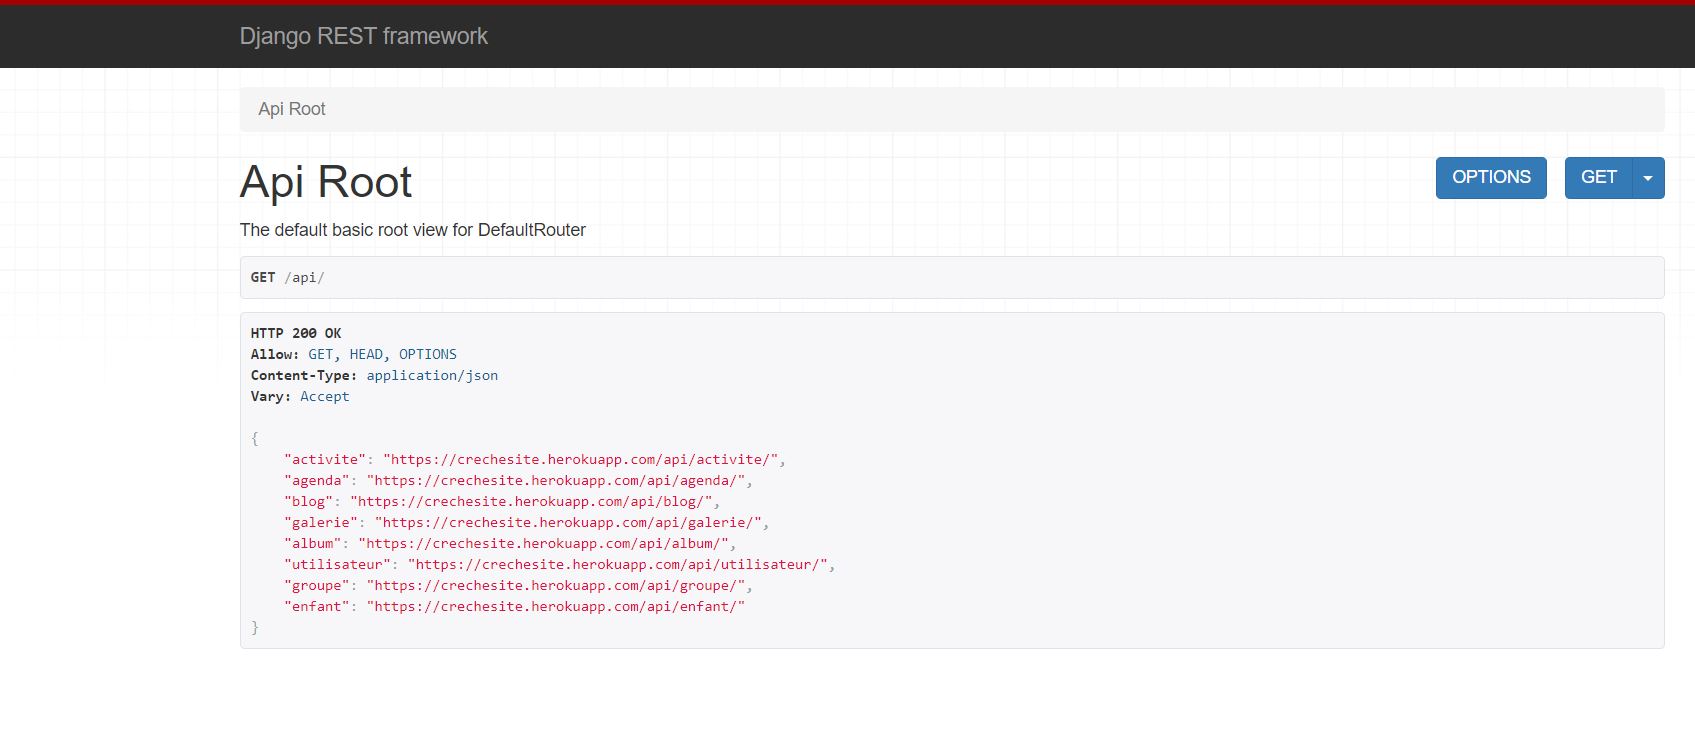 Django REST framework
Api Root
Api Root
OPTIONS
GET
The default basic root view for DefaultRouter
GET /api/
HTTP 200 OK
Allow: GET, HEAD, OPTIONS
Content-Type: application/json
Vary: Accept
{
    "activite": "https://crechesite.herokuapp.com/api/activite/",
    "agenda": "https://crechesite.herokuapp.com/api/agenda/",
    "blog": "https://crechesite.herokuapp.com/api/blog/",
    "galerie": "https://crechesite.herokuapp.com/api/galerie/",
    "album": "https://crechesite.herokuapp.com/api/album/",
    "utilisateur": "https://crechesite.herokuapp.com/api/utilisateur/",
    "groupe": "https://crechesite.herokuapp.com/api/groupe/",
    "enfant": "https://crechesite.herokuapp.com/api/enfant/"
}